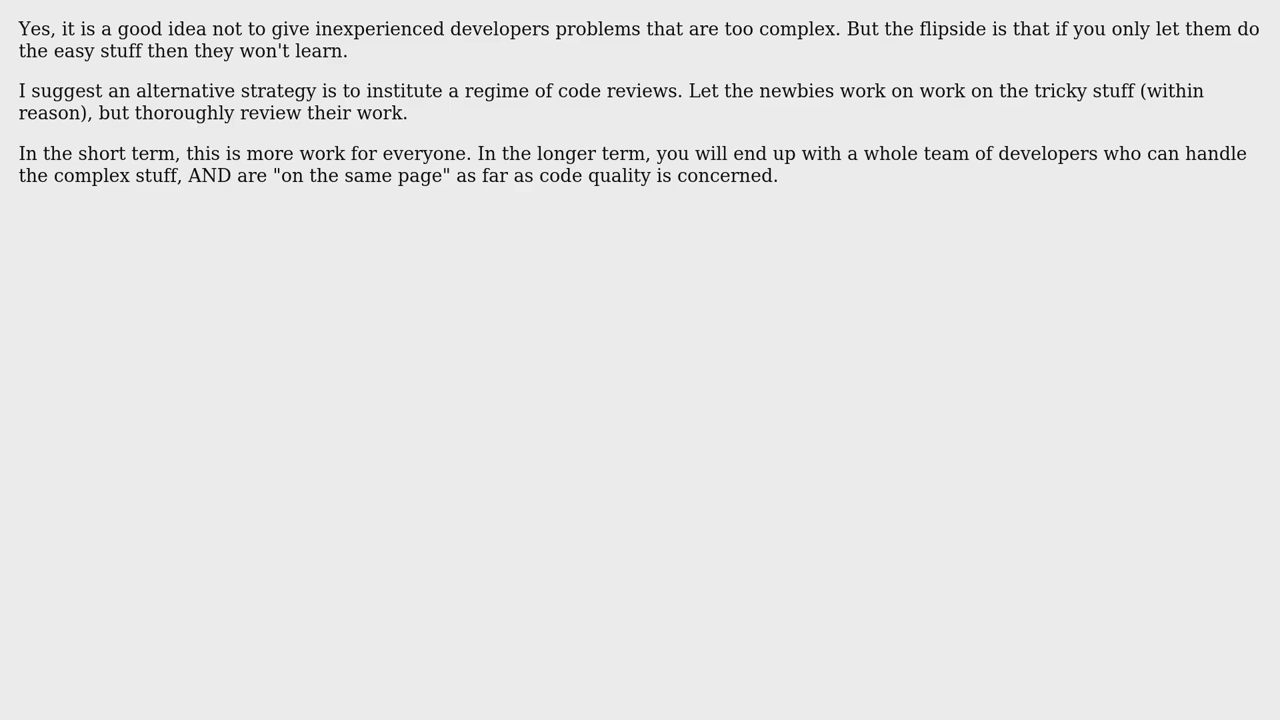 Yes, it is a good idea not to give inexperienced developers problems that are too complex. But the flipside is that if you only let them do
the easy stuff then they won't learn.
I suggest an alternative strategy is to institute a regime of code reviews. Let the newbies work on work on the tricky stuff (within
reason), but thoroughly review their work.
In the short term, this is more work for everyone. In the longer term, you will end up with a whole team of developers who can handle
the complex stuff, AND are "on the same page" as far as code quality is concerned.